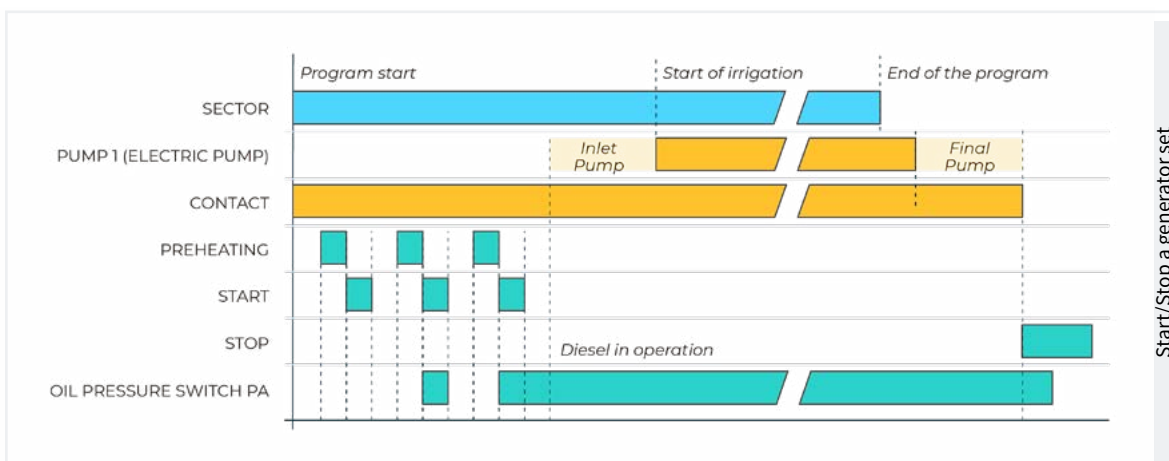 Program start
Start of irrigation
End of the program
SECTOR
PUMP 1 (ELECTRIC PUMP)
Inlet
Pump
Final
Pump
CONTACT
PREHEATING
START
STOP
Diesel in operation
OIL PRESSURE SWITCH PA
Start/Stop a generator set